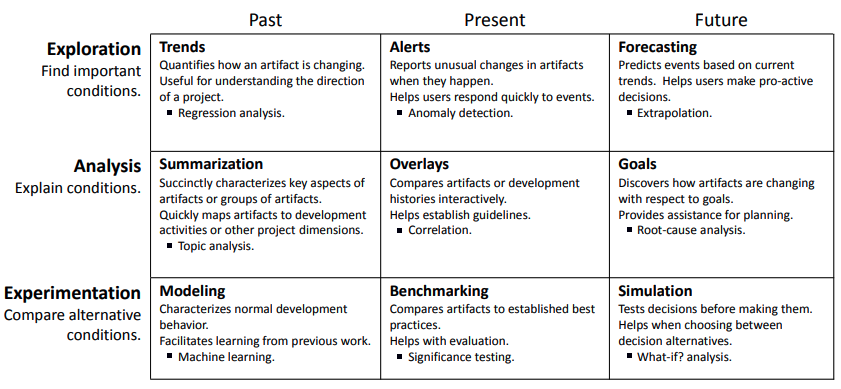 Past
Present
Future
Exploration
Find important
conditions.
Trends
Quantifies how an artifact is changing.
Useful for understanding the direction
of a project.
▪ Regression analysis.
Alerts
Reports unusual changes in artifacts
when they happen.
Helps users respond quickly to events.
▪ Anomaly detection.
Forecasting
Predicts events based on current
trends. Helps users make pro-active
decisions.
▪ Extrapolation.
Analysis
Explain conditions.
Summarization
Succinctly characterizes key aspects of
artifacts or groups of artifacts.
Quickly maps artifacts to development
activities or other project dimensions.
▪ Topic analysis.
Overlays
Compares artifacts or development
histories interactively.
Helps establish guidelines.
▪ Correlation.
Goals
Discovers how artifacts are changing
with respect to goals.
Provides assistance for planning.
▪ Root-cause analysis.
Experimentation
Compare alternative
conditions.
Modeling
Characterizes normal development
behavior.
Facilitates learning from previous work.
▪ Machine learning.
Benchmarking
Compares artifacts to established best
practices.
Helps with evaluation.
▪ Significance testing.
Simulation
Tests decisions before making them.
Helps when choosing between
decision alternatives.
▪ What-if? analysis.